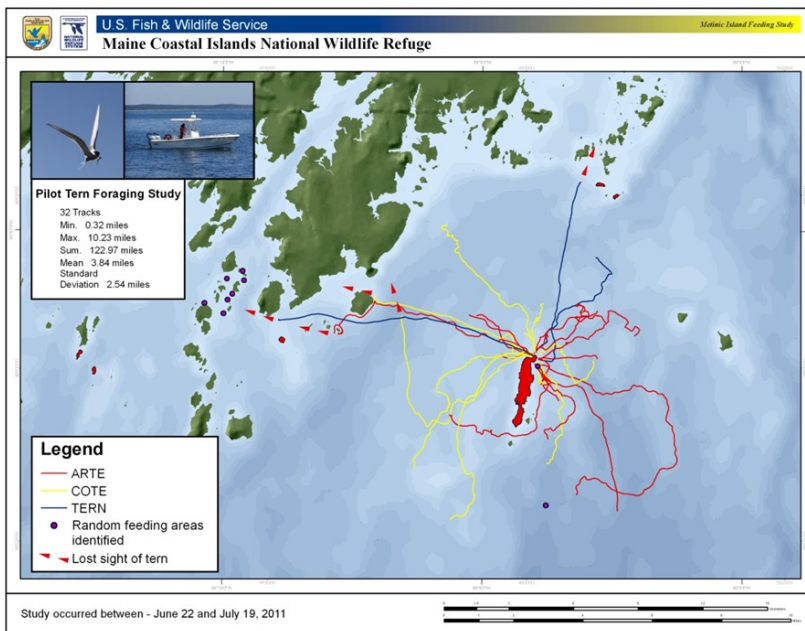 U.S. Fish & Wildlife Service
Metinic Island Feeding Study
Maine Coastal Islands National Wildlife Refuge
Pilot Tern Foraging Study
32 Tracks
Min. 0.32 miles
Max. 10.23 miles
Sum. 122.97 miles
Mean 3.84 miles
Standard
Deviation 2.54 miles
Legend
ARTE
COTE
TERN
Random feeding areas
identified
Lost sight of tern
Study occurred between - June 22 and July 19, 2011